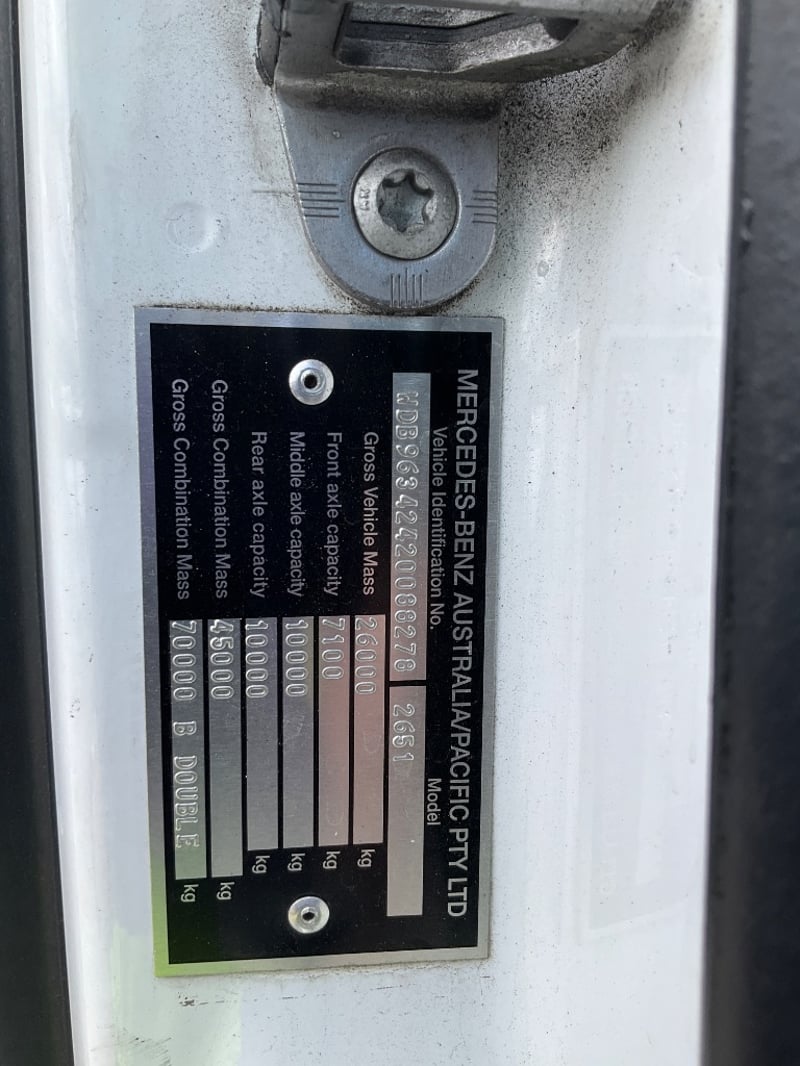 MERCEDES-BENZ AUSTRALIA/PACIFIC PTY LTD
Vehicle Identification No. Model
WDB96342420088278 2651
Gross Vehicle Mass 26000 kg
Front axle capacity 7100 kg
Middle axle capacity 10000 kg
Rear axle capacity 10000 kg
Gross Combination Mass 45000 kg
Gross Combination Mass 70000 B DOUBLE kg